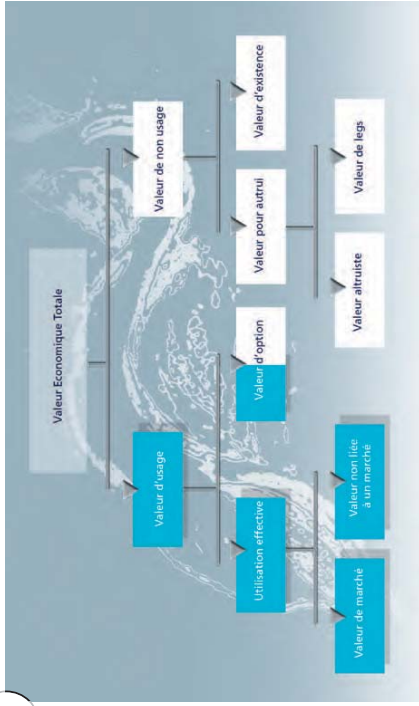 Valeur Economique Totale
Valeur d'usage
Valeur de non usage
Utilisation effective
Valeur d'option
Valeur pour autrui
Valeur d'existence
Valeur de marché
Valeur non liée
à un marché
Valeur altruiste
Valeur de legs